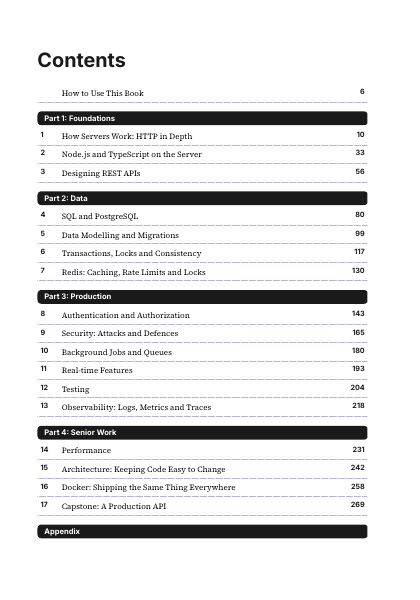 Contents
How to Use This Book 6
Part 1: Foundations
1 How Servers Work: HTTP in Depth 10
2 Node.js and TypeScript on the Server 33
3 Designing REST APIs 56
Part 2: Data
4 SQL and PostgreSQL 80
5 Data Modelling and Migrations 99
6 Transactions, Locks and Consistency 117
7 Redis: Caching, Rate Limits and Locks 130
Part 3: Production
8 Authentication and Authorization 143
9 Security: Attacks and Defences 165
10 Background Jobs and Queues 180
11 Real-time Features 193
12 Testing 204
13 Observability: Logs, Metrics and Traces 218
Part 4: Senior Work
14 Performance 231
15 Architecture: Keeping Code Easy to Change 242
16 Docker: Shipping the Same Thing Everywhere 258
17 Capstone: A Production API 269
Appendix